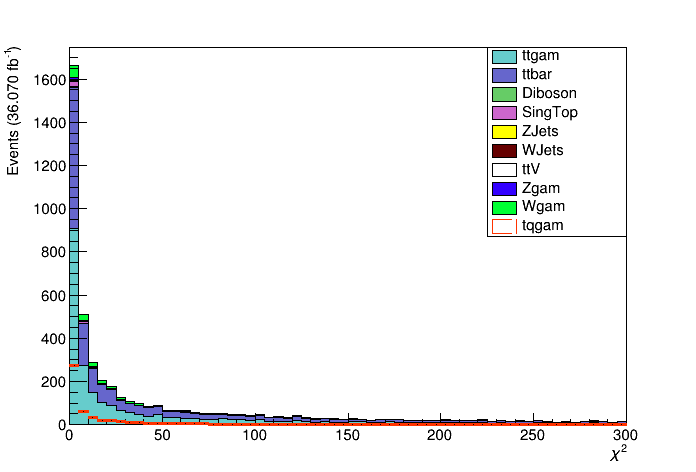 Events (36.070 fb⁻¹)
1600
1400
1200
1000
800
600
400
200
0
0 50 100 150 200 250 300
χ²
ttgam
ttbar
Diboson
SingTop
ZJets
WJets
ttV
Zgam
Wgam
tqgam